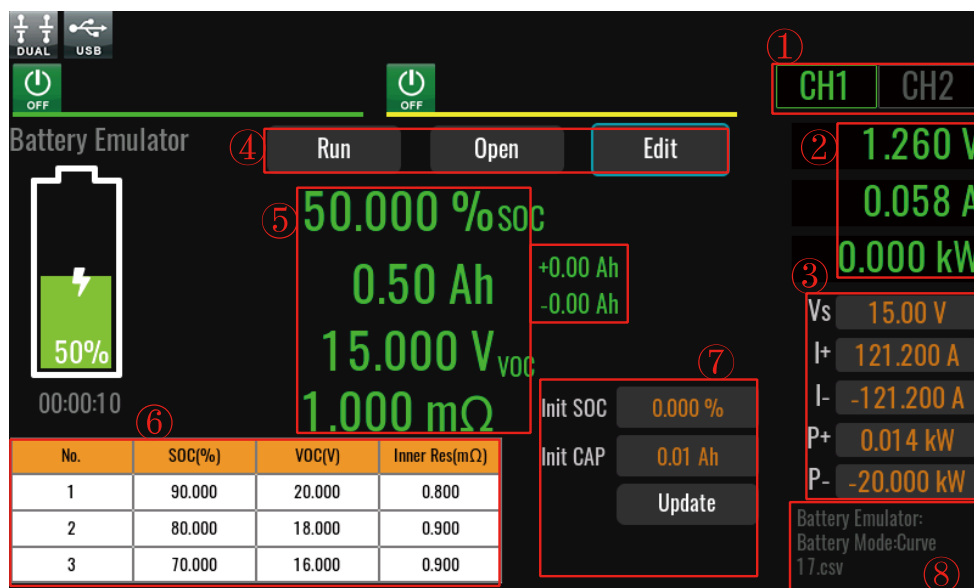 DUAL USB
①
OFF OFF CH1 CH2
Battery Emulator ④ Run Open Edit ② 1.260 V
⑤ 50.000 % SOC 0.058 A
0.50 Ah +0.00 Ah 0.000 kW
-0.00 Ah ③
15.000 V VOC Vs 15.00 V
50% ⑦ I+ 121.200 A
00:00:10 1.000 mΩ Init SOC 0.000 % I- -121.200 A
⑥ P+ 0.014 kW
No. SOC(%) VOC(V) Inner Res(mΩ) Init CAP 0.01 Ah P- -20.000 kW
1 90.000 20.000 0.800 Update
2 80.000 18.000 0.900 Battery Emulator:
Battery Mode:Curve
3 70.000 16.000 0.900 17.csv ⑧